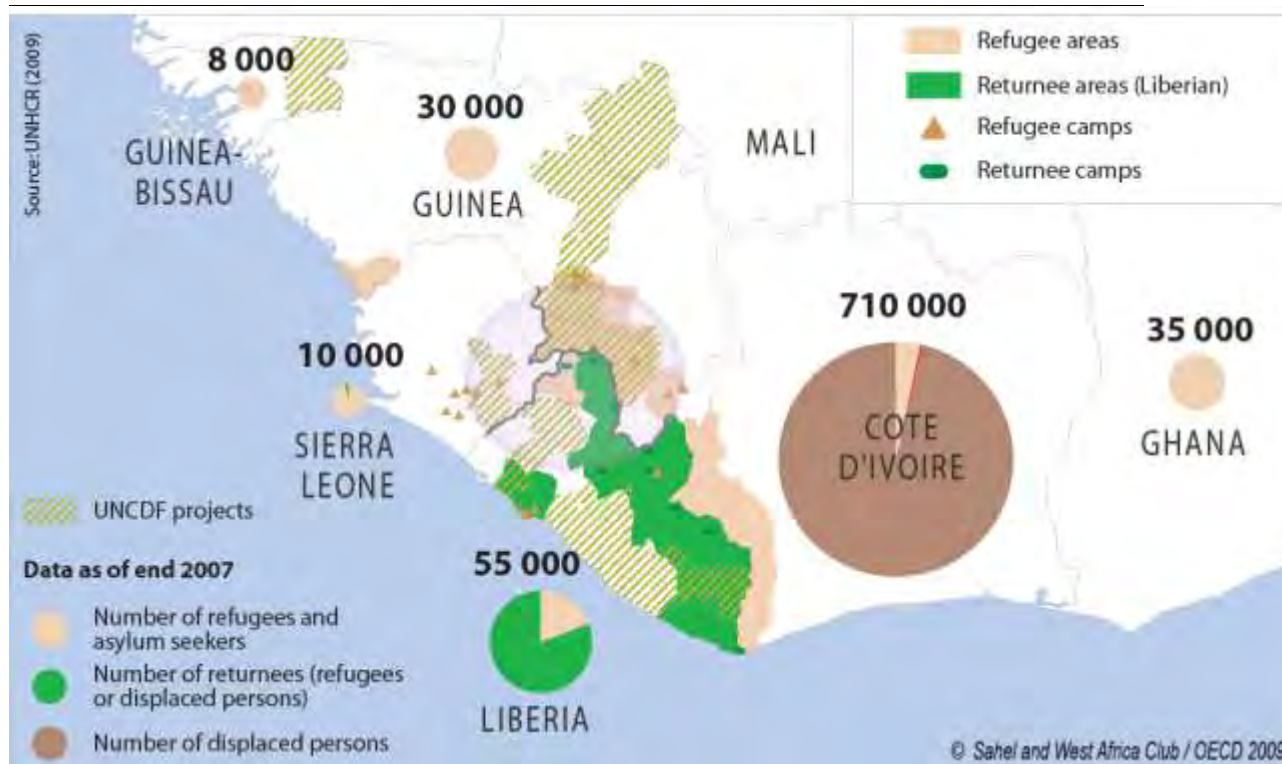 Source: UNHCR (2009)
8 000
GUINEA-
BISSAU
30 000
GUINEA
MALI
Refugee areas
Returnee areas (Liberian)
Refugee camps
Returnee camps
10 000
SIERRA
LEONE
710 000
COTE
D'IVOIRE
35 000
GHANA
UNCDF projects
Data as of end 2007
Number of refugees and
asylum seekers
Number of returnees (refugees
or displaced persons)
Number of displaced persons
55 000
LIBERIA
© Sahel and West Africa Club / OECD 2009